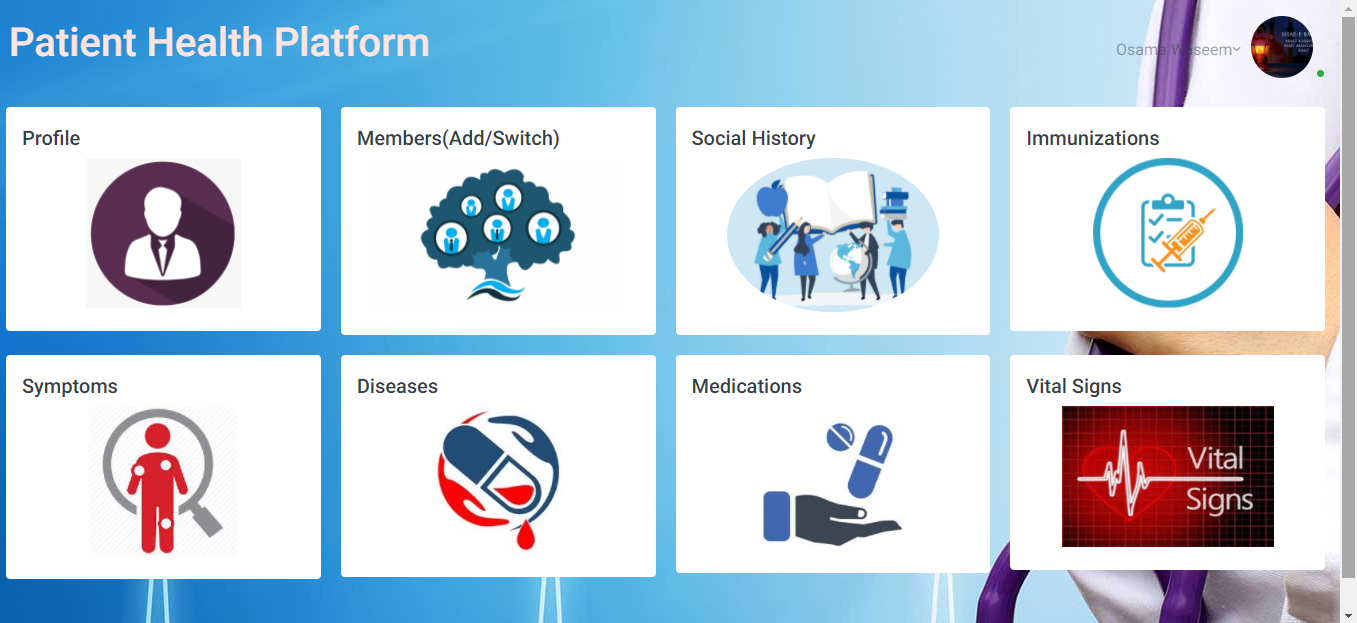 Patient Health Platform
Osama Waseem
Profile
Members(Add/Switch)
Social History
Immunizations
Symptoms
Diseases
Medications
Vital Signs
Vital
Signs